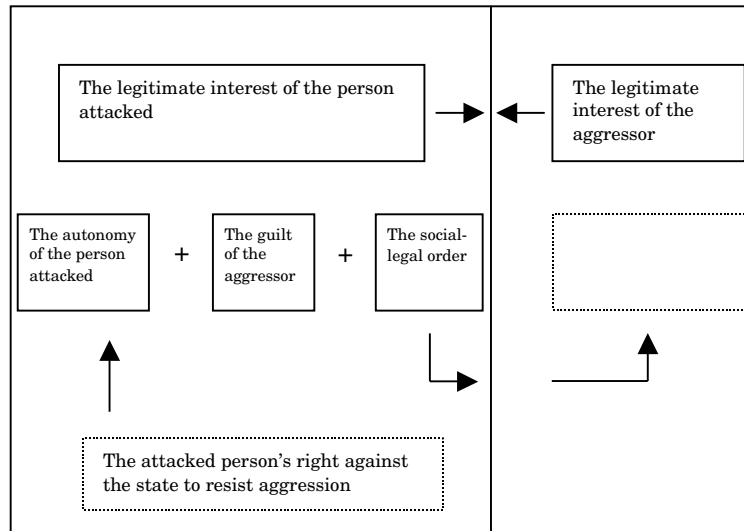 The legitimate interest of the person
attacked
The legitimate
interest of the
aggressor
The autonomy
of the person
attacked
+
The guilt
of the
aggressor
+
The social-
legal order
The attacked person’s right against
the state to resist aggression